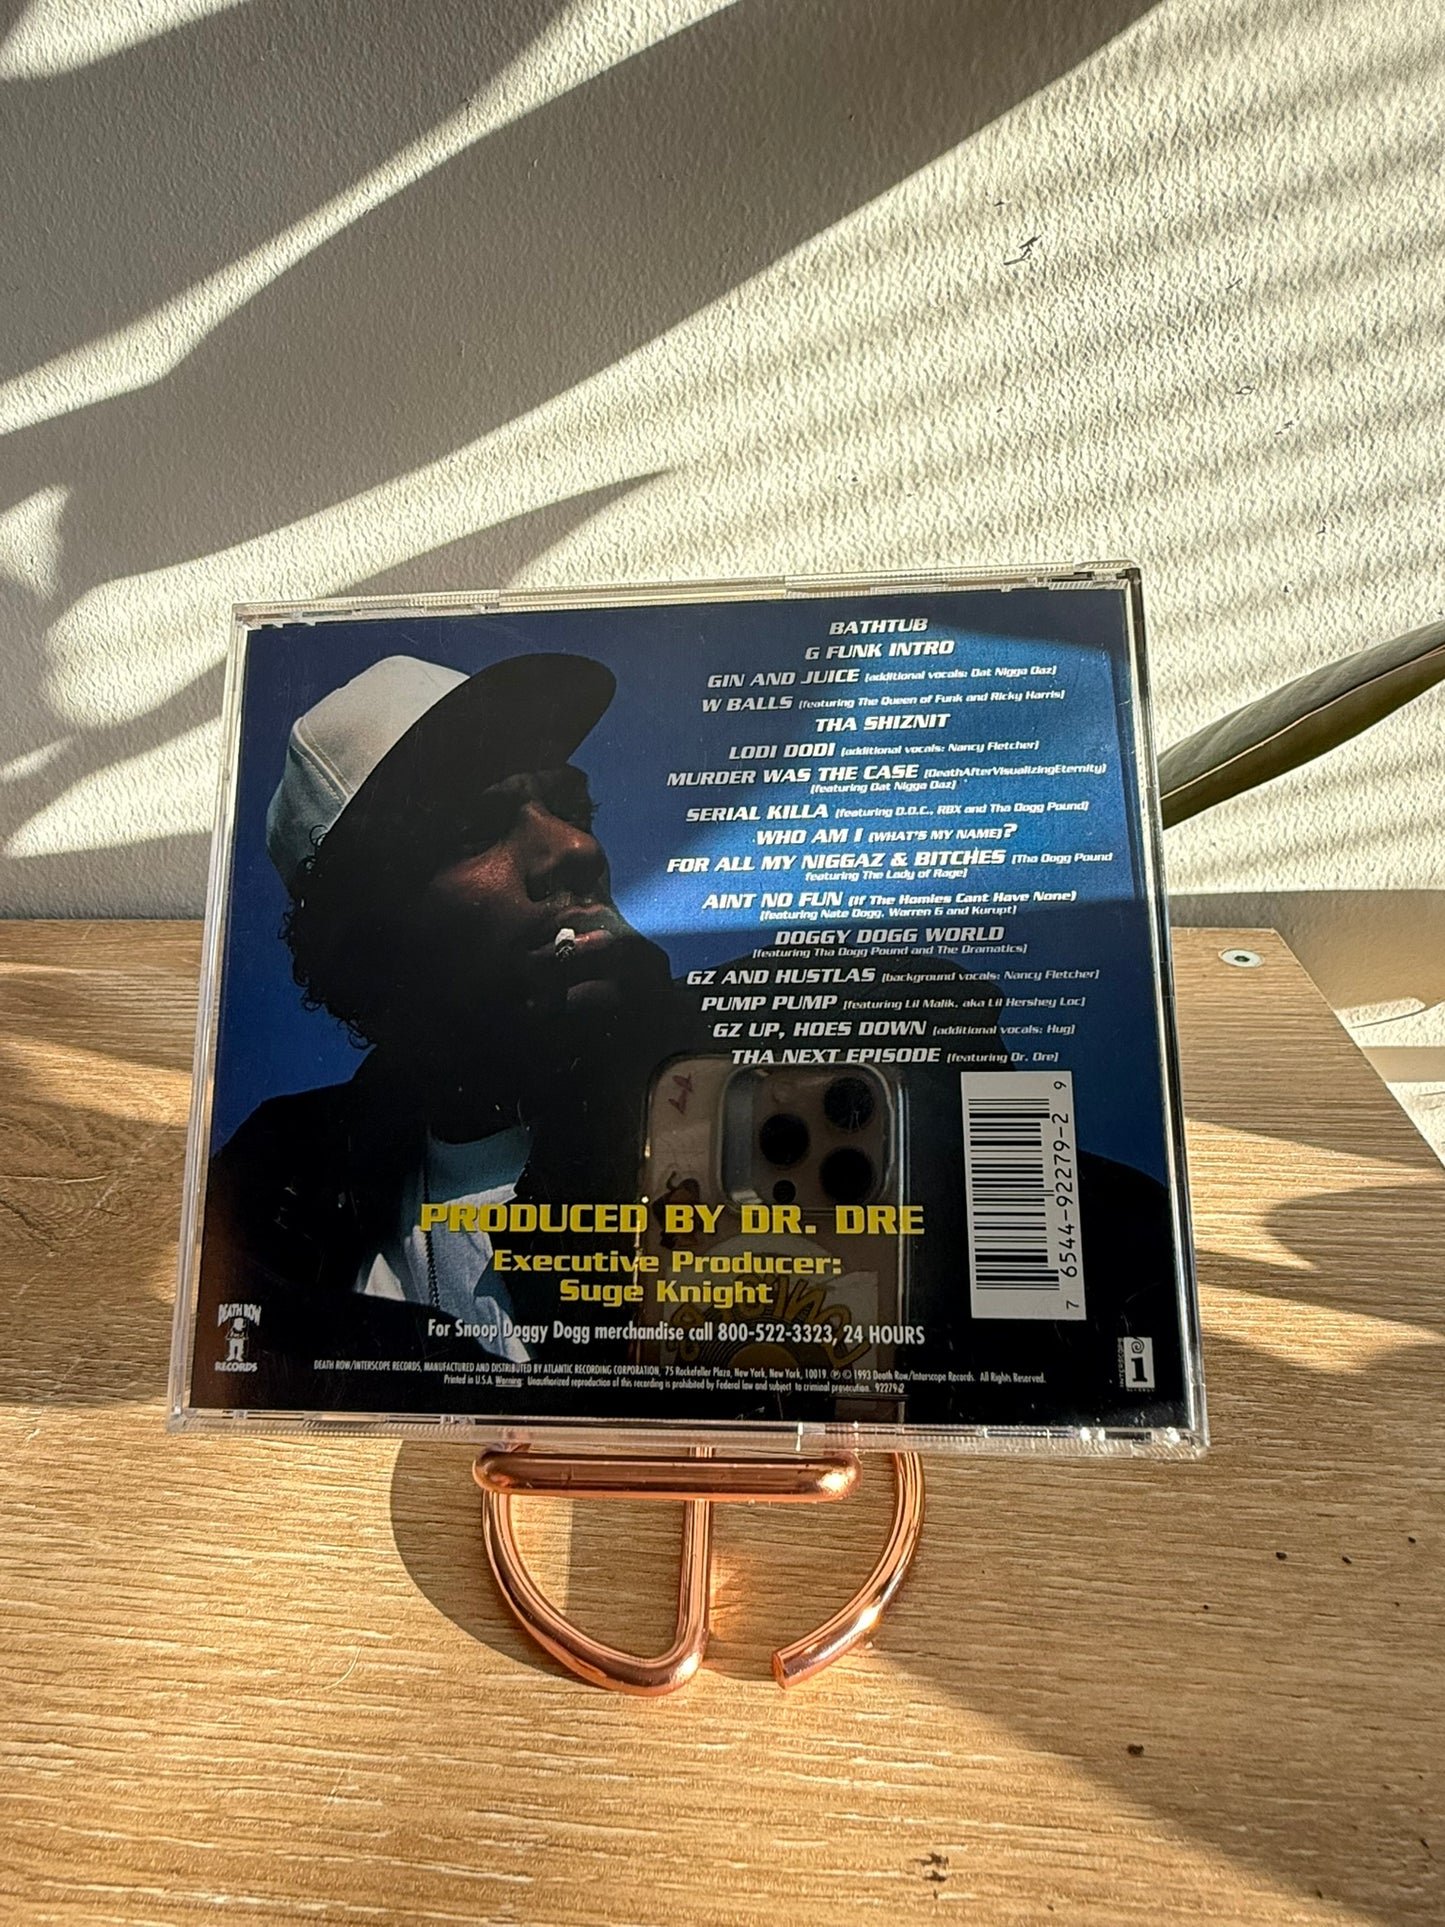 BATHTUB
G FUNK INTRO
GIN AND JUICE (additional vocals: Dat Nigga Daz)
W BALLS (featuring The Queen of Funk and Ricky Harris)
THA SHIZNIT
LODI DODI (additional vocals: Nancy Fletcher)
MURDER WAS THE CASE (DeathAfterVisualizingEternity)
(featuring Dat Nigga Daz)
SERIAL KILLA (featuring D.O.C., RBX and Tha Dogg Pound)
WHO AM I (WHAT'S MY NAME)?
FOR ALL MY NIGGAZ & BITCHES (Tha Dogg Pound
featuring The Lady of Rage)
AINT NO FUN (If The Homies Cant Have None)
(featuring Nate Dogg, Warren G and Kurupt)
DOGGY DOGG WORLD
(featuring Tha Dogg Pound and The Dramatics)
GZ AND HUSTLAS (background vocals: Nancy Fletcher)
PUMP PUMP (featuring Lil Malik, aka Lil Hershey Loc)
GZ UP, HOES DOWN (additional vocals: Hug)
THA NEXT EPISODE (featuring Dr. Dre)
7 6544-92279-2 9
PRODUCED BY DR. DRE
Executive Producer:
Suge Knight
DEATH ROW
RECORDS
For Snoop Doggy Dogg merchandise call 800-522-3323, 24 HOURS
DEATH ROW/INTERSCOPE RECORDS, MANUFACTURED AND DISTRIBUTED BY ATLANTIC RECORDING CORPORATION, 75 Rockefeller Plaza, New York, New York, 10019. ℗ © 1993 Death Row/Interscope Records. All Rights Reserved.
Printed in U.S.A. Warning: Unauthorized reproduction of this recording is prohibited by Federal law and subject to criminal prosecution. 92279-2
INTERSCOPE
i